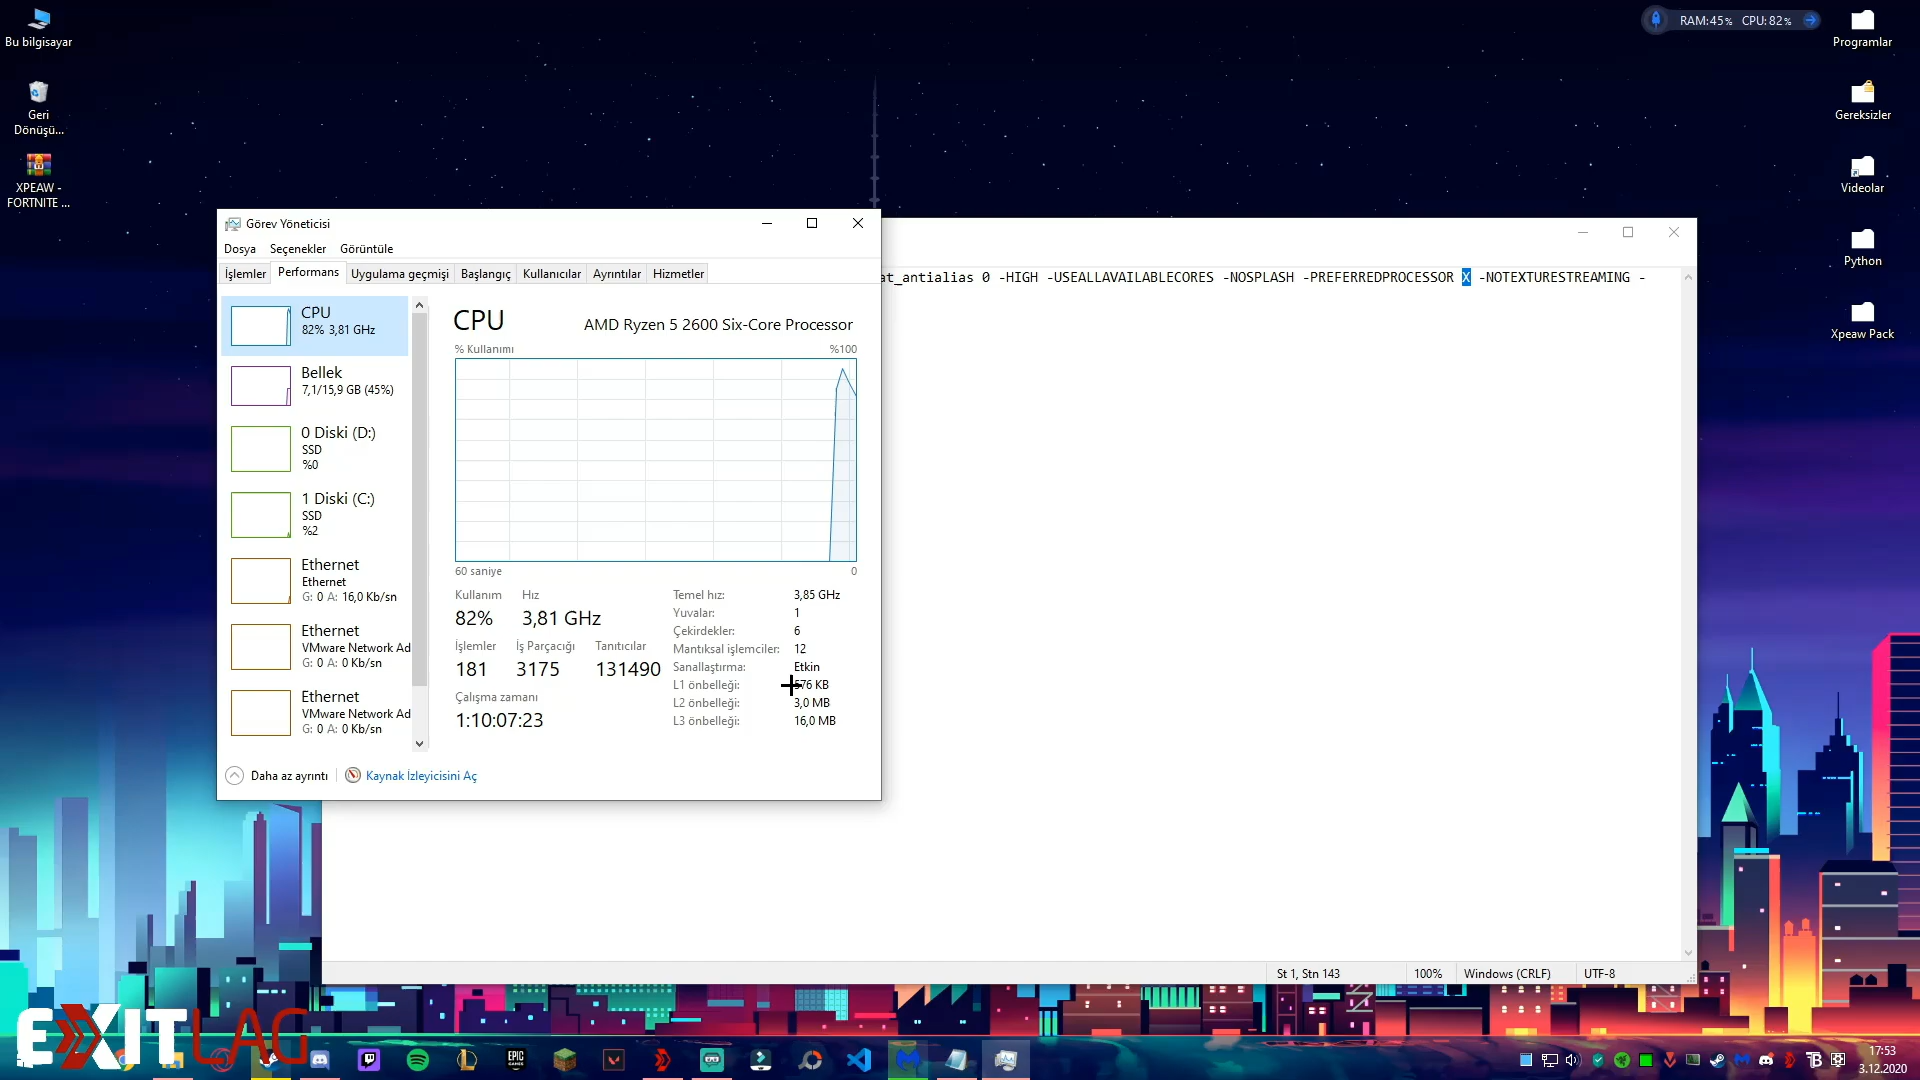 Bu bilgisayar
Geri
Dönüşü...
XPEAW -
FORTNITE ...
RAM:45% CPU:82%
Programlar
Gereksizler
Videolar
Python
Xpeaw Pack
Görev Yöneticisi
Dosya Seçenekler Görüntüle
İşlemler Performans Uygulama geçmişi Başlangıç Kullanıcılar Ayrıntılar Hizmetler
CPU
82% 3,81 GHz
Bellek
7,1/15,9 GB (45%)
0 Diski (D:)
SSD
%0
1 Diski (C:)
SSD
%2
Ethernet
Ethernet
G: 0 A: 16,0 Kb/sn
Ethernet
VMware Network Ad
G: 0 A: 0 Kb/sn
Ethernet
VMware Network Ad
G: 0 A: 0 Kb/sn
CPU AMD Ryzen 5 2600 Six-Core Processor
% Kullanımı %100
60 saniye 0
Kullanım Hız
82% 3,81 GHz
İşlemler İş Parçacığı Tanıtıcılar
181 3175 131490
Çalışma zamanı
1:10:07:23
Temel hız: 3,85 GHz
Yuvalar: 1
Çekirdekler: 6
Mantıksal işlemciler: 12
Sanallaştırma: Etkin
L1 önbelleği: 576 KB
L2 önbelleği: 3,0 MB
L3 önbelleği: 16,0 MB
Daha az ayrıntı Kaynak İzleyicisini Aç
at_antialias 0 -HIGH -USEALLAVAILABLECORES -NOSPLASH -PREFERREDPROCESSOR X -NOTEXTURESTREAMING -
St 1, Stn 143 100% Windows (CRLF) UTF-8
EXITLAG
EPIC
GAMES
17:53
3.12.2020